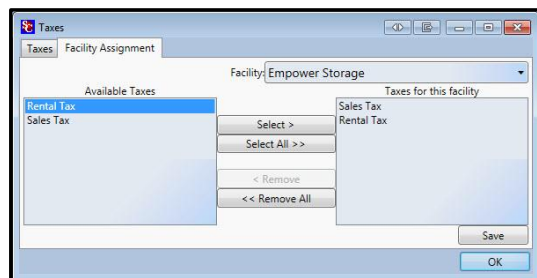 SC Taxes
Taxes Facility Assignment
Facility: Empower Storage
Available Taxes
Rental Tax
Sales Tax
Select >
Select All >>
< Remove
<< Remove All
Taxes for this facility
Sales Tax
Rental Tax
Save
OK